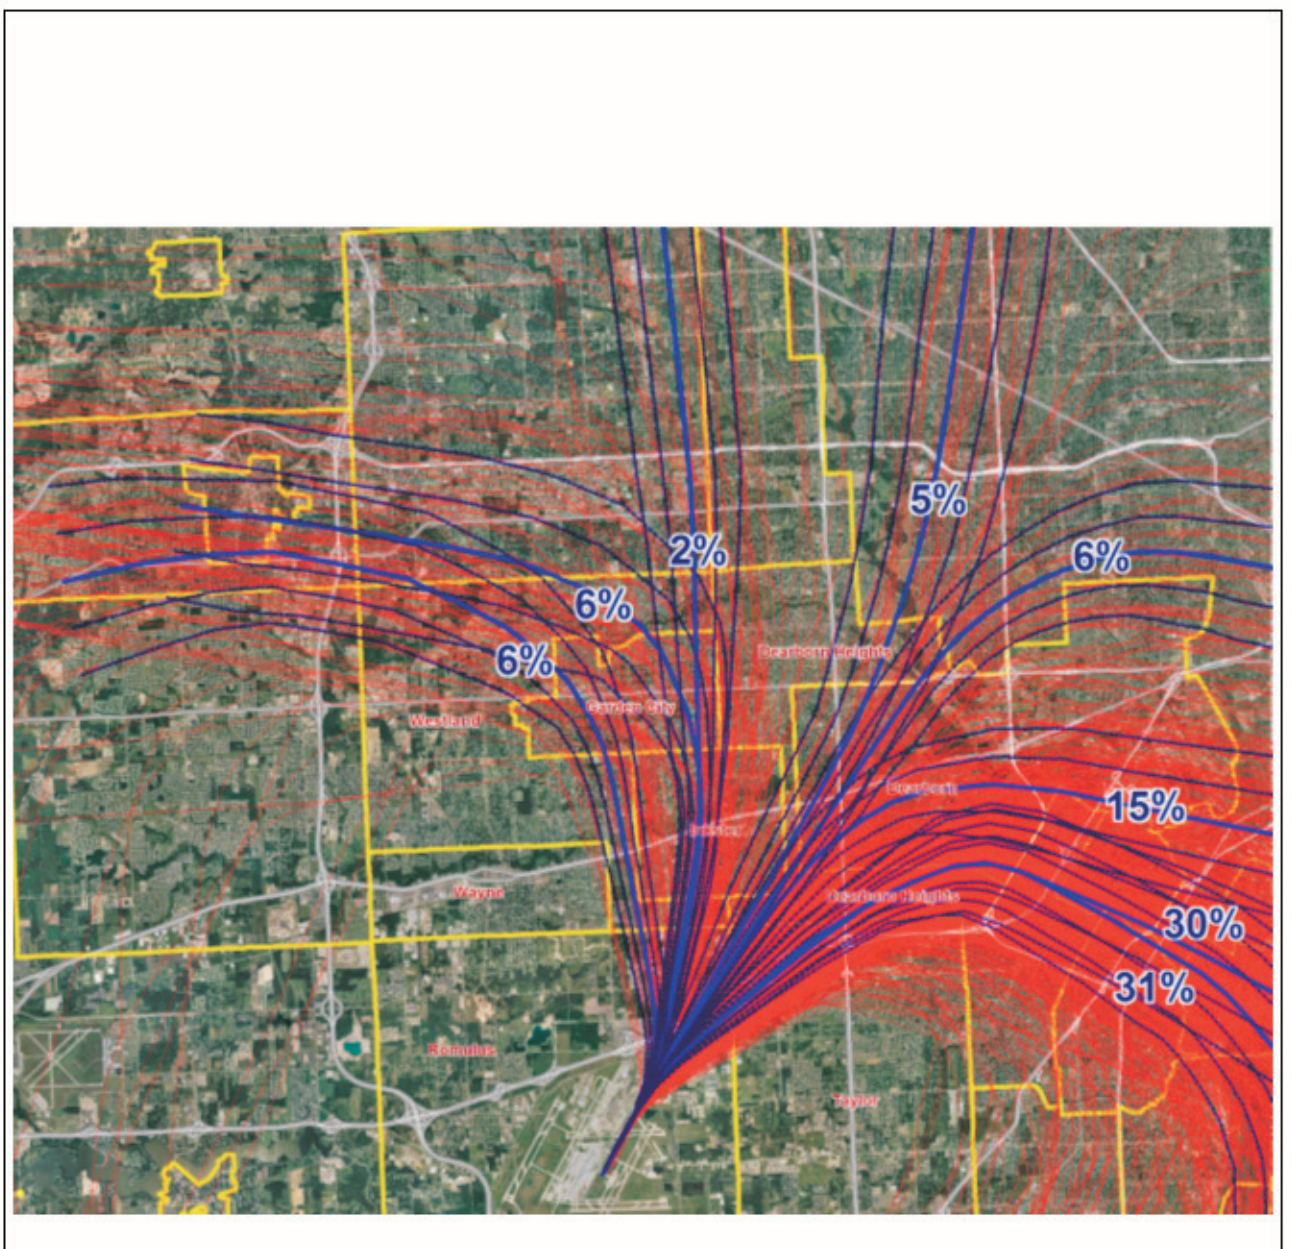 5%
2%
6%
6%
6%
Dearborn Heights
Garden City
Westland
Dearborn
15%
Inkster
Wayne
Dearborn Heights
30%
31%
Romulus
Taylor